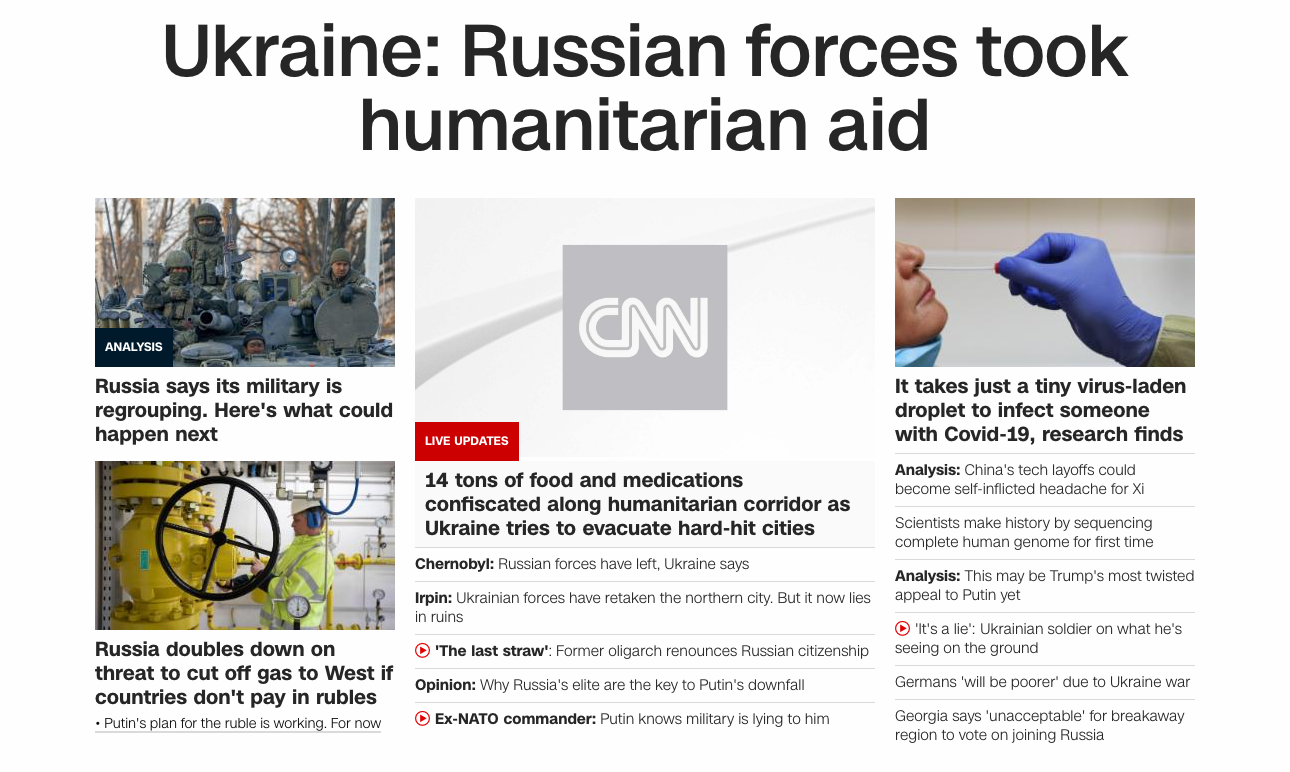 Ukraine: Russian forces took
humanitarian aid
ANALYSIS
Russia says its military is
regrouping. Here's what could
happen next
Russia doubles down on
threat to cut off gas to West if
countries don't pay in rubles
• Putin's plan for the ruble is working. For now
CNN
LIVE UPDATES
14 tons of food and medications
confiscated along humanitarian corridor as
Ukraine tries to evacuate hard-hit cities
Chernobyl: Russian forces have left, Ukraine says
Irpin: Ukrainian forces have retaken the northern city. But it now lies
in ruins
'The last straw': Former oligarch renounces Russian citizenship
Opinion: Why Russia's elite are the key to Putin's downfall
Ex-NATO commander: Putin knows military is lying to him
It takes just a tiny virus-laden
droplet to infect someone
with Covid-19, research finds
Analysis: China's tech layoffs could
become self-inflicted headache for Xi
Scientists make history by sequencing
complete human genome for first time
Analysis: This may be Trump's most twisted
appeal to Putin yet
'It's a lie': Ukrainian soldier on what he's
seeing on the ground
Germans 'will be poorer' due to Ukraine war
Georgia says 'unacceptable' for breakaway
region to vote on joining Russia